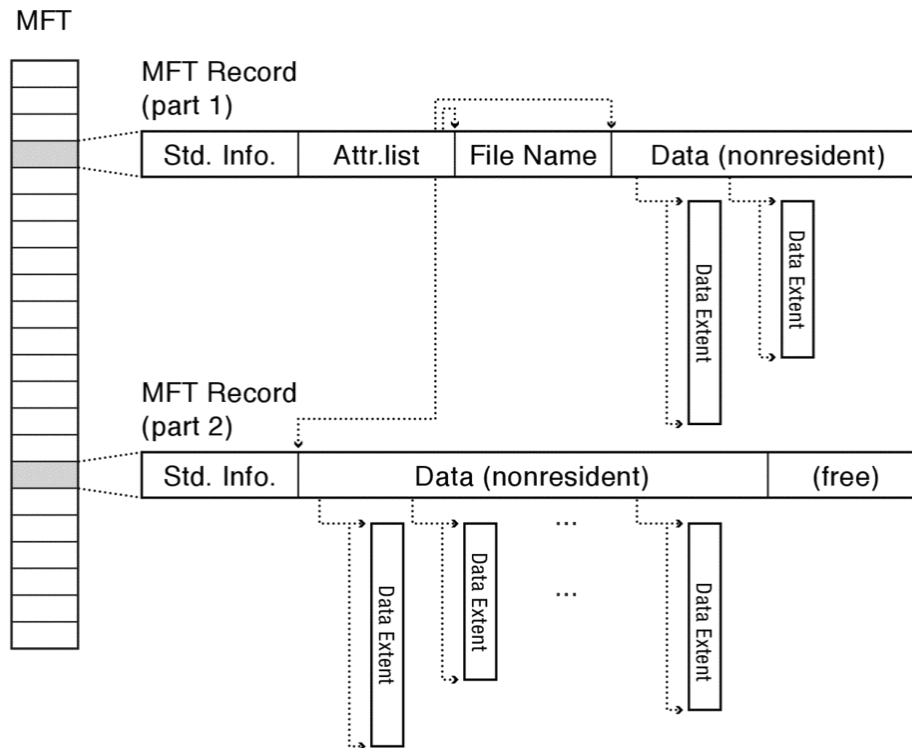 MFT
MFT Record
(part 1)
Std. Info.
Attr.list
File Name
Data (nonresident)
Data Extent
Data Extent
MFT Record
(part 2)
Std. Info.
Data (nonresident)
(free)
Data Extent
Data Extent
...
...
Data Extent